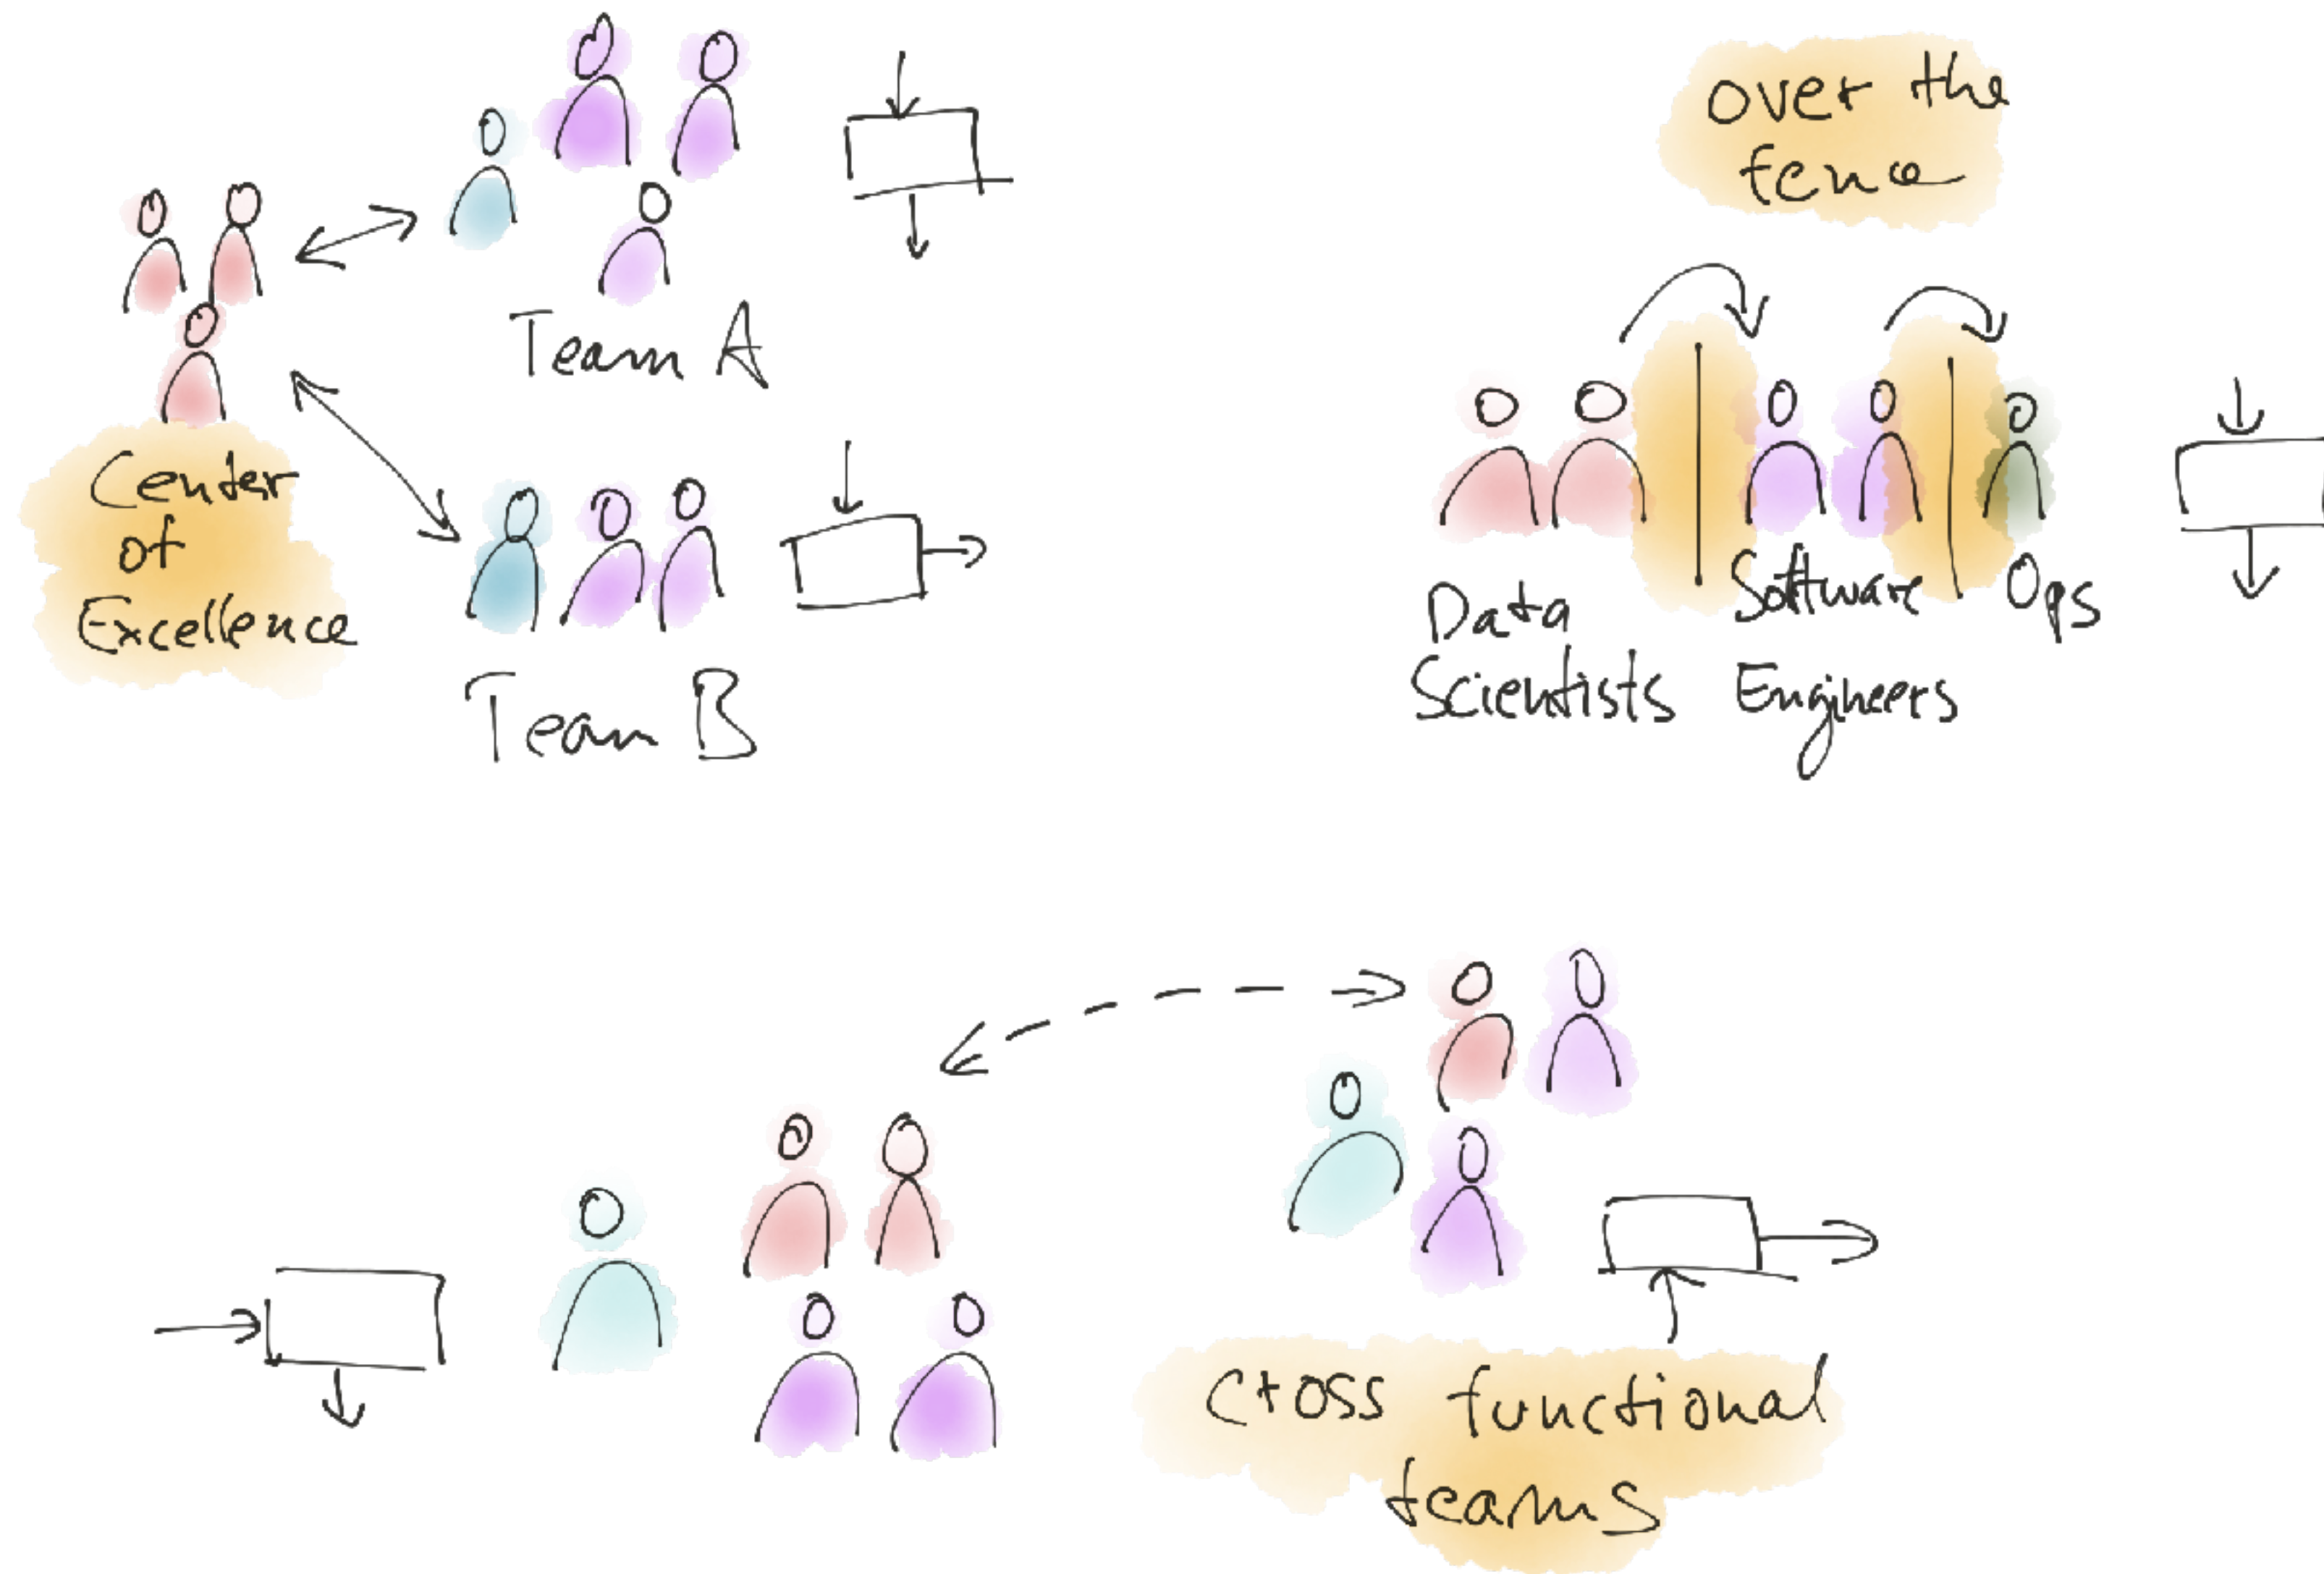 Team A
Center
of
Excellence
Team B
over the
fence
Data
Scientists
Software
Engineers
Ops
cross functional
teams